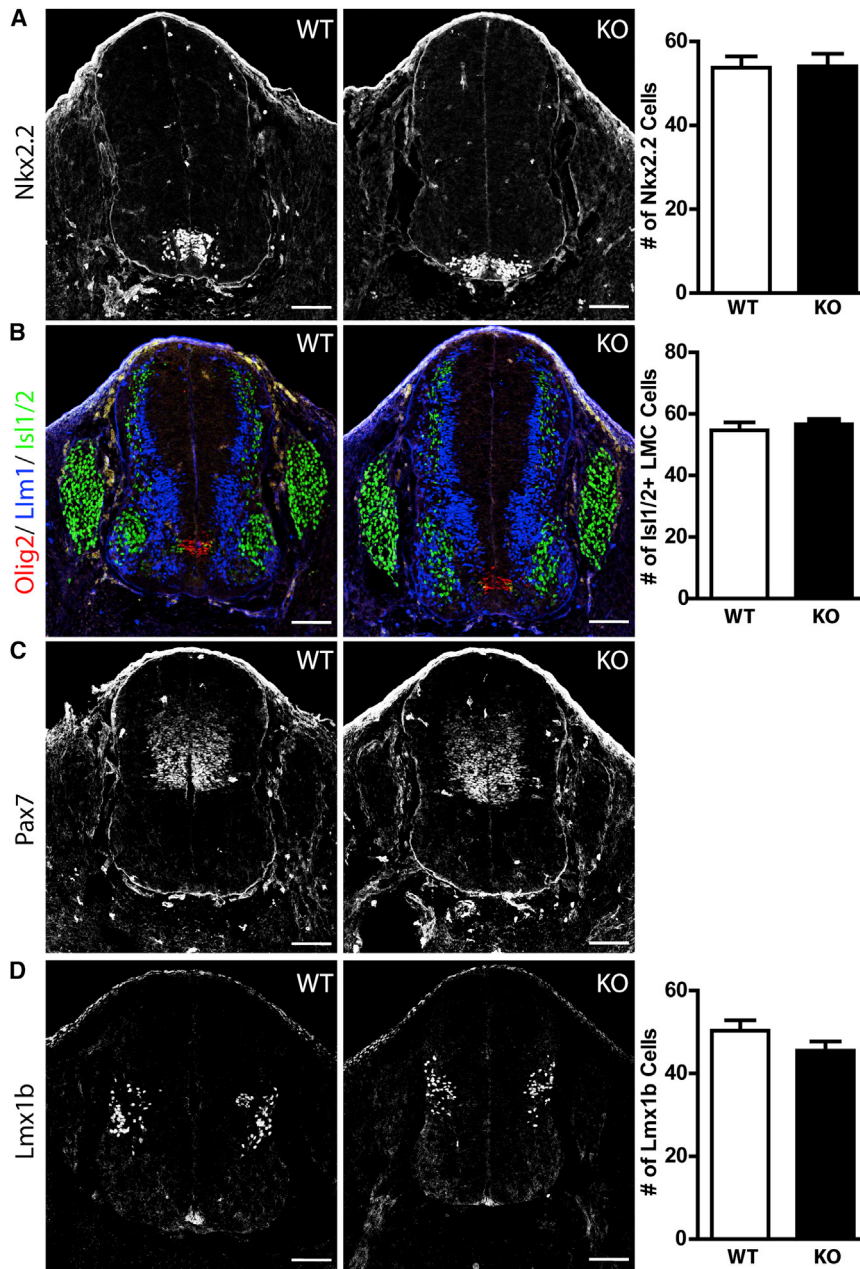 A
WT
KO
Nkx2.2
# of Nkx2.2 Cells
60
40
20
0
WT
KO
B
WT
KO
Olig2/ LIm1/ Isl1/2
# of Isl1/2+ LMC Cells
80
60
40
20
0
WT
KO
C
WT
KO
Pax7
D
WT
KO
Lmx1b
# of Lmx1b Cells
60
40
20
0
WT
KO